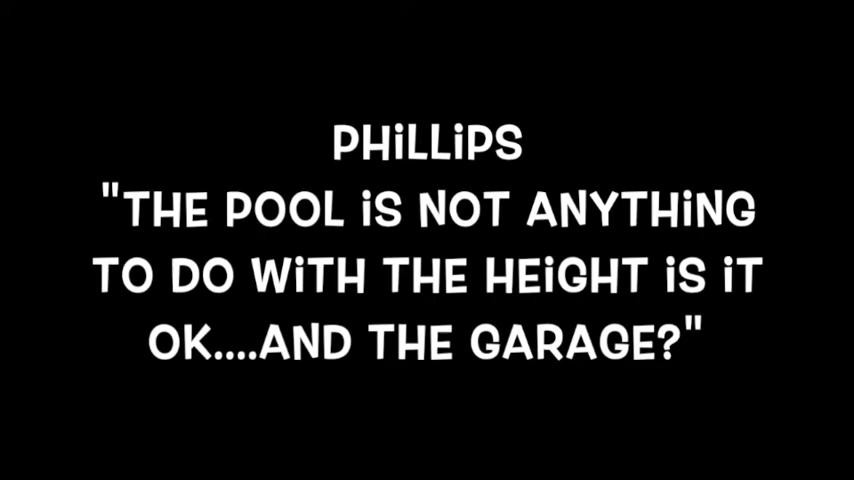 PHiLLiPS
"THE POOL iS NOT ANYTHiNG
TO DO WiTH THE HEiGHT iS iT
OK....AND THE GARAGE?"